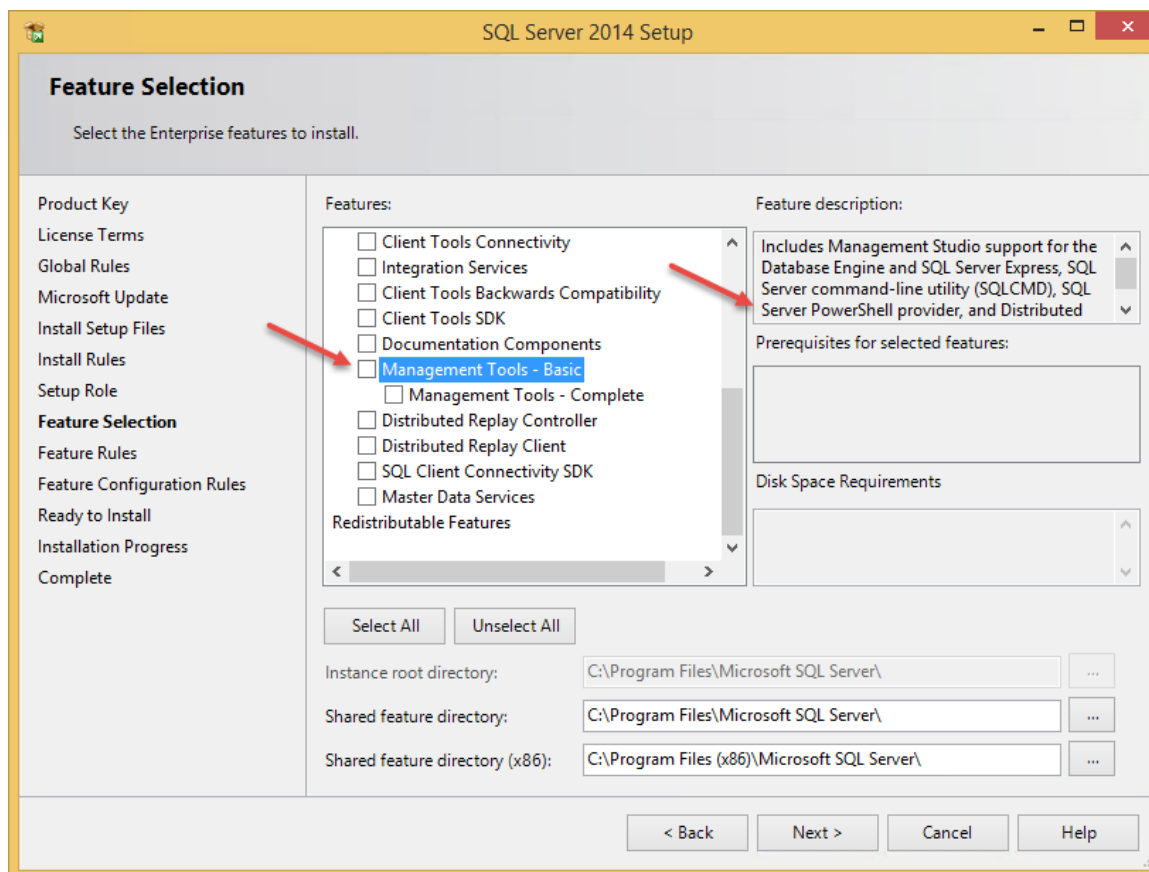 SQL Server 2014 Setup
Feature Selection
Select the Enterprise features to install.
Product Key
License Terms
Global Rules
Microsoft Update
Install Setup Files
Install Rules
Setup Role
Feature Selection
Feature Rules
Feature Configuration Rules
Ready to Install
Installation Progress
Complete
Features:
Client Tools Connectivity
Integration Services
Client Tools Backwards Compatibility
Client Tools SDK
Documentation Components
Management Tools - Basic
Management Tools - Complete
Distributed Replay Controller
Distributed Replay Client
SQL Client Connectivity SDK
Master Data Services
Redistributable Features
Feature description:
Includes Management Studio support for the
Database Engine and SQL Server Express, SQL
Server command-line utility (SQLCMD), SQL
Server PowerShell provider, and Distributed
Prerequisites for selected features:
Disk Space Requirements
Select All
Unselect All
Instance root directory:
C:\Program Files\Microsoft SQL Server\
...
Shared feature directory:
C:\Program Files\Microsoft SQL Server\
...
Shared feature directory (x86):
C:\Program Files (x86)\Microsoft SQL Server\
...
< Back
Next >
Cancel
Help